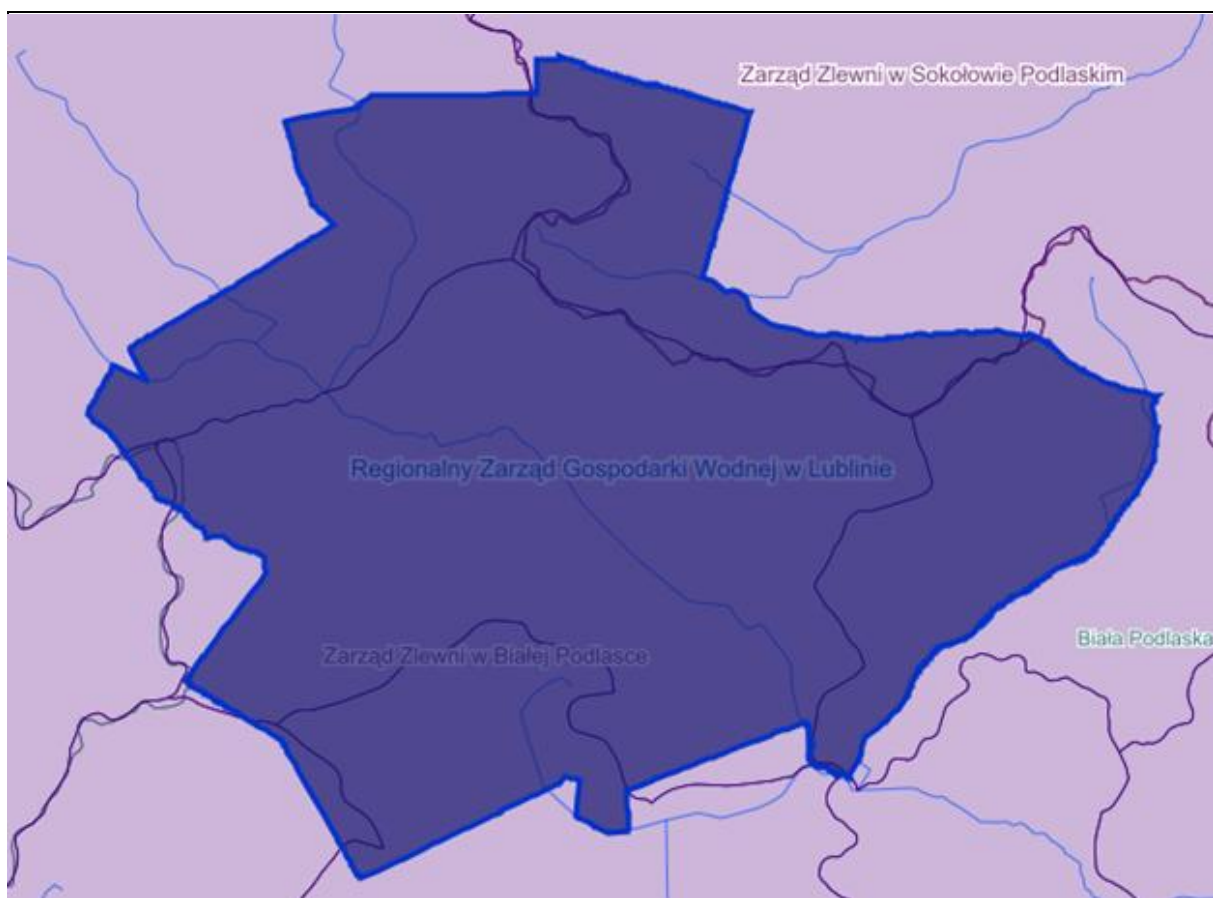 Zarząd Zlewni w Sokołowie Podlaskim
Regionalny Zarząd Gospodarki Wodnej w Lublinie
Biała Podlaska
Zarząd Zlewni w Białej Podlasce